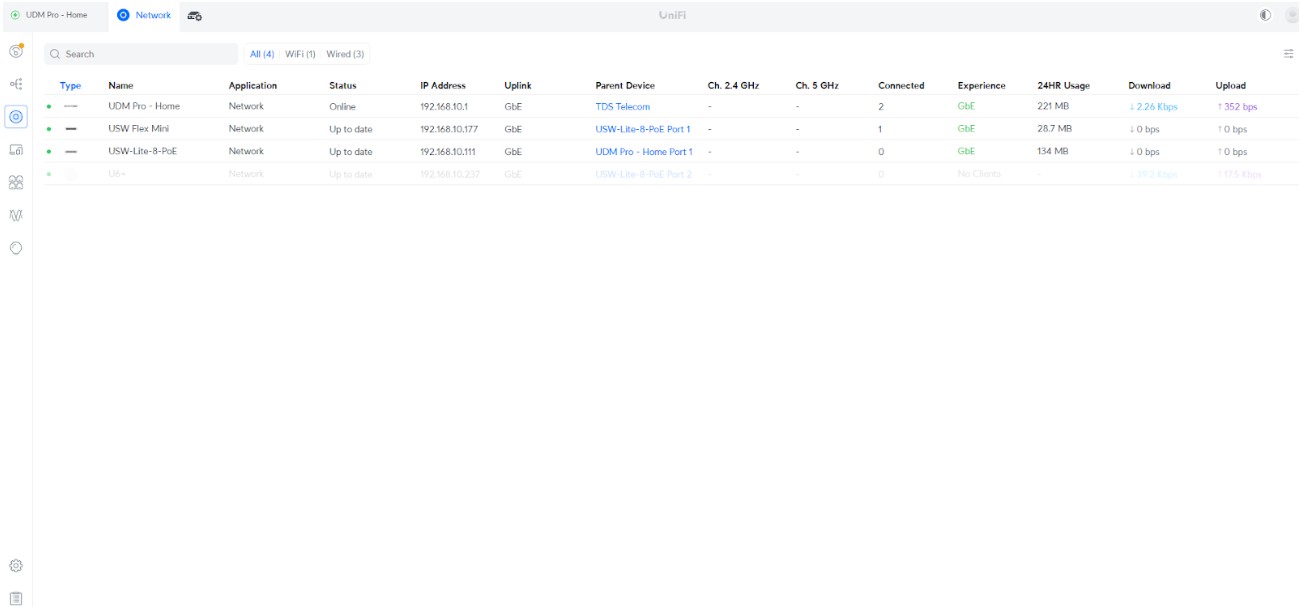 UDM Pro - Home Network UniFi
Search All (4) WiFi (1) Wired (3)
Type Name Application Status IP Address Uplink Parent Device Ch. 2.4 GHz Ch. 5 GHz Connected Experience 24HR Usage Download Upload
UDM Pro - Home Network Online 192.168.10.1 GbE TDS Telecom - - 2 GbE 221 MB ↓ 2.26 Kbps ↑ 352 bps
USW Flex Mini Network Up to date 192.168.10.177 GbE USW-Lite-8-PoE Port 1 - - 1 GbE 28.7 MB ↓ 0 bps ↑ 0 bps
USW-Lite-8-PoE Network Up to date 192.168.10.111 GbE UDM Pro - Home Port 1 - - 0 GbE 134 MB ↓ 0 bps ↑ 0 bps
U6+ Network Up to date 192.168.10.237 GbE USW-Lite-8-PoE Port 2 - - 0 No Clients - ↓ 39.2 Kbps ↑ 17.5 Kbps